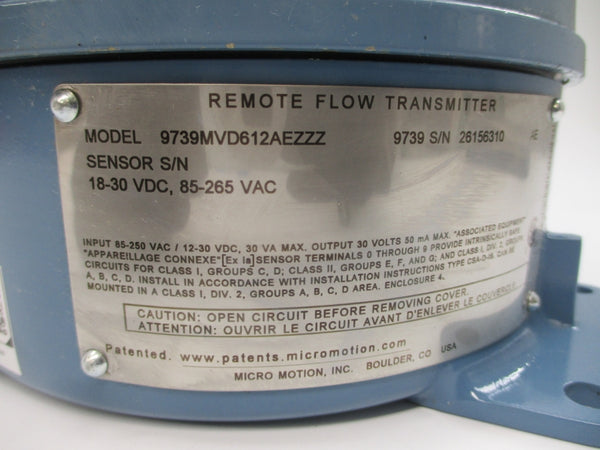 REMOTE FLOW TRANSMITTER
MODEL 9739MVD612AEZZZ 9739 S/N 26156310 AE
SENSOR S/N
18-30 VDC, 85-265 VAC
INPUT 85-250 VAC / 12-30 VDC, 30 VA MAX. OUTPUT 30 VOLTS 50 mA MAX. "ASSOCIATED EQUIPMENT"
"APPAREILLAGE CONNEXE" [Ex ia] SENSOR TERMINALS 0 THROUGH 9 PROVIDE INTRINSICALLY SAFE
CIRCUITS FOR CLASS I, GROUPS C, D; CLASS II, GROUPS E, F, AND G; AND CLASS I, DIV. 2, GROUPS
A, B, C, D. INSTALL IN ACCORDANCE WITH INSTALLATION INSTRUCTIONS TYPE CSA-D-IS. CAN BE
MOUNTED IN A CLASS I, DIV. 2, GROUPS A, B, C, D AREA. ENCLOSURE 4.
CAUTION: OPEN CIRCUIT BEFORE REMOVING COVER.
ATTENTION: OUVRIR LE CIRCUIT AVANT D'ENLEVER LE COUVERCLE.
Patented. www.patents.micromotion.com
MICRO MOTION, INC. BOULDER, CO USA